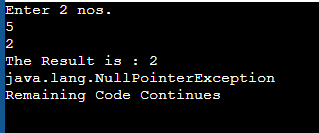 Enter 2 nos.
5
2
The Result is : 2
java.lang.NullPointerException
Remaining Code Continues